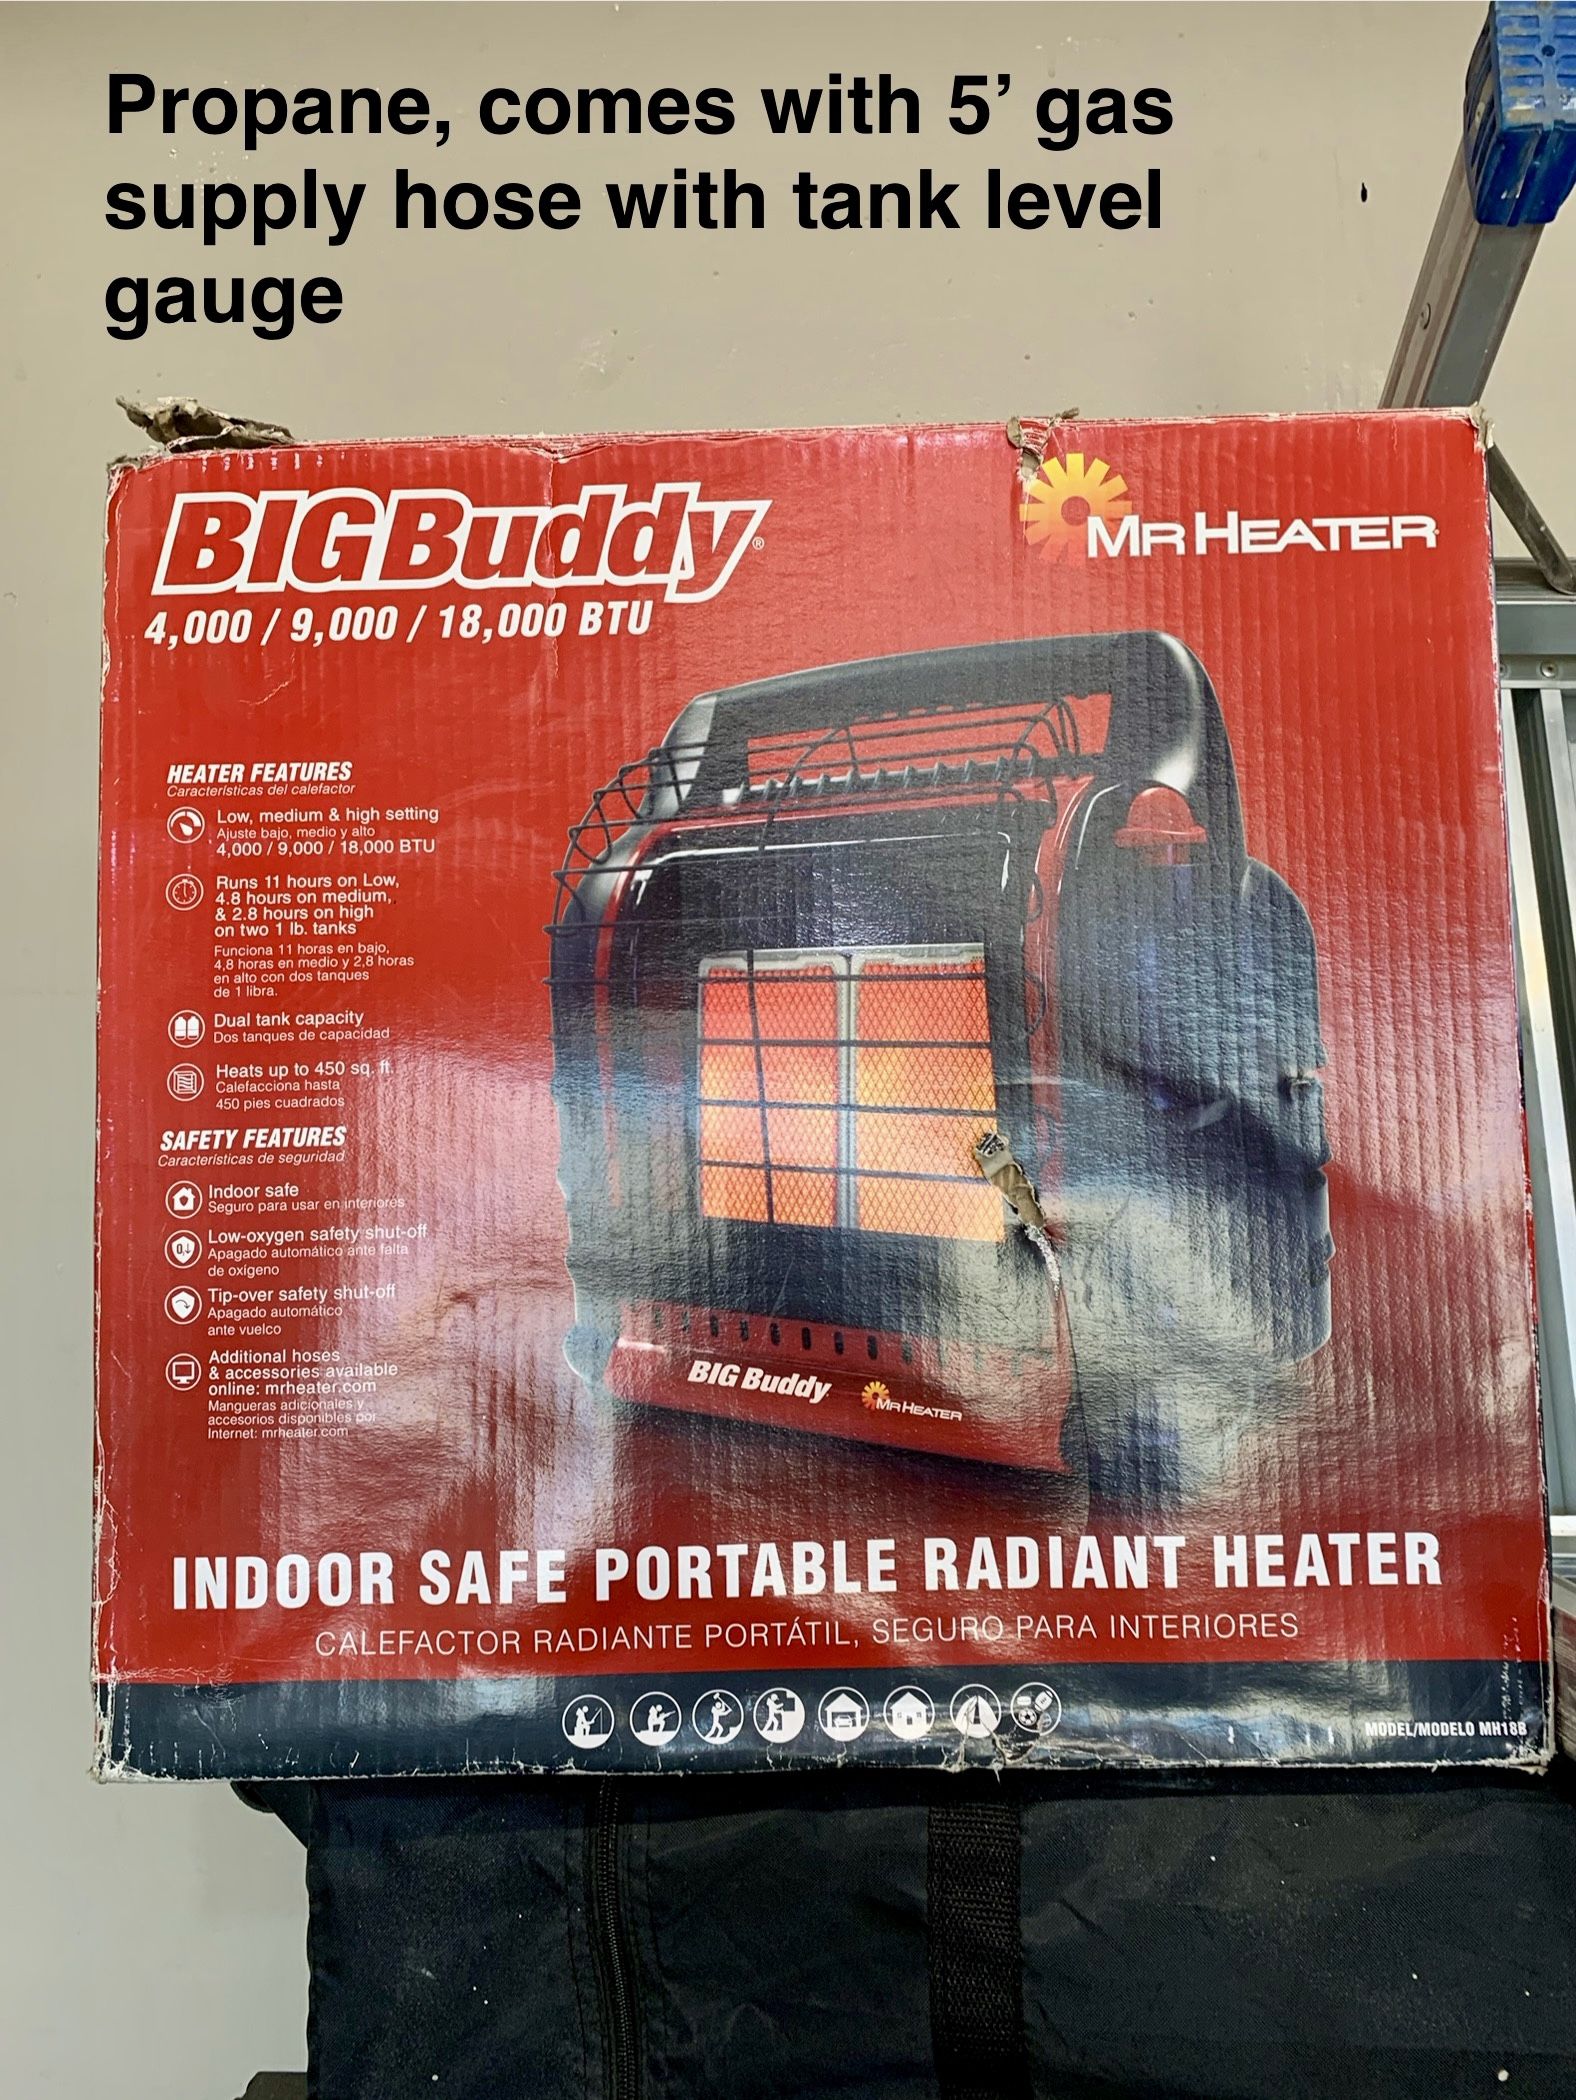 Propane, comes with 5’ gas
supply hose with tank level
gauge
BIGBuddy®
MR HEATER
4,000 / 9,000 / 18,000 BTU
HEATER FEATURES
Características del calefactor
Low, medium & high setting
Ajuste bajo, medio y alto
4,000 / 9,000 / 18,000 BTU
Runs 11 hours on Low,
4.8 hours on medium,
& 2.8 hours on high
on two 1 lb. tanks
Funciona 11 horas en bajo,
4,8 horas en medio y 2,8 horas
en alto con dos tanques
de 1 libra.
Dual tank capacity
Dos tanques de capacidad
Heats up to 450 sq. ft.
Calefacciona hasta
450 pies cuadrados
SAFETY FEATURES
Características de seguridad
Indoor safe
Seguro para usar en interiores
Low-oxygen safety shut-off
Apagado automático ante falta
de oxígeno
Tip-over safety shut-off
Apagado automático
ante vuelco
Additional hoses
& accessories available
online: mrheater.com
Mangueras adicionales y
accesorios disponibles por
Internet: mrheater.com
BIG Buddy
MR HEATER
INDOOR SAFE PORTABLE RADIANT HEATER
CALEFACTOR RADIANTE PORTÁTIL, SEGURO PARA INTERIORES
MODEL/MODELO MH18B